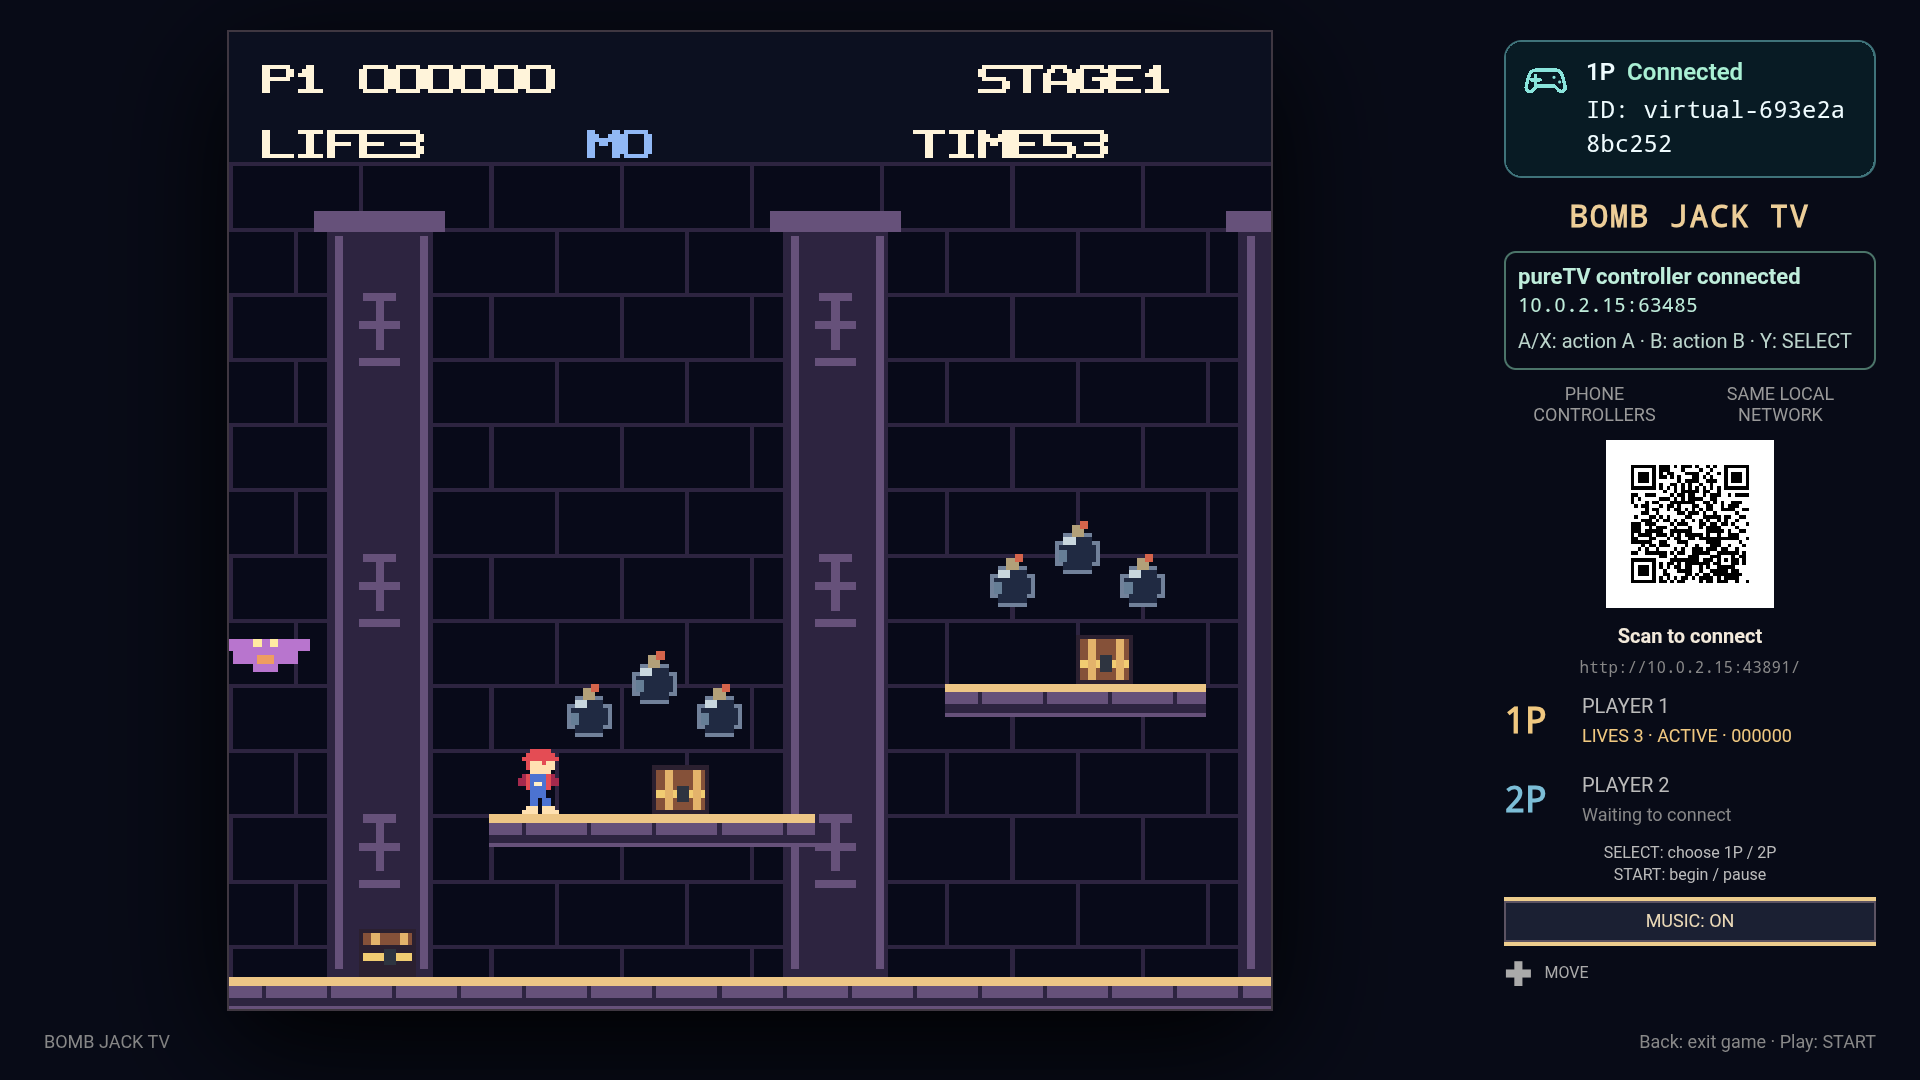 P1 000000
STAGE1
LIFE3
M0
TIME53
1P Connected
ID: virtual-693e2a
8bc252
BOMB JACK TV
pureTV controller connected
10.0.2.15:63485
A/X: action A · B: action B · Y: SELECT
PHONE
CONTROLLERS
SAME LOCAL
NETWORK
Scan to connect
http://10.0.2.15:43891/
1P
PLAYER 1
LIVES 3 · ACTIVE · 000000
2P
PLAYER 2
Waiting to connect
SELECT: choose 1P / 2P
START: begin / pause
MUSIC: ON
MOVE
BOMB JACK TV
Back: exit game · Play: START